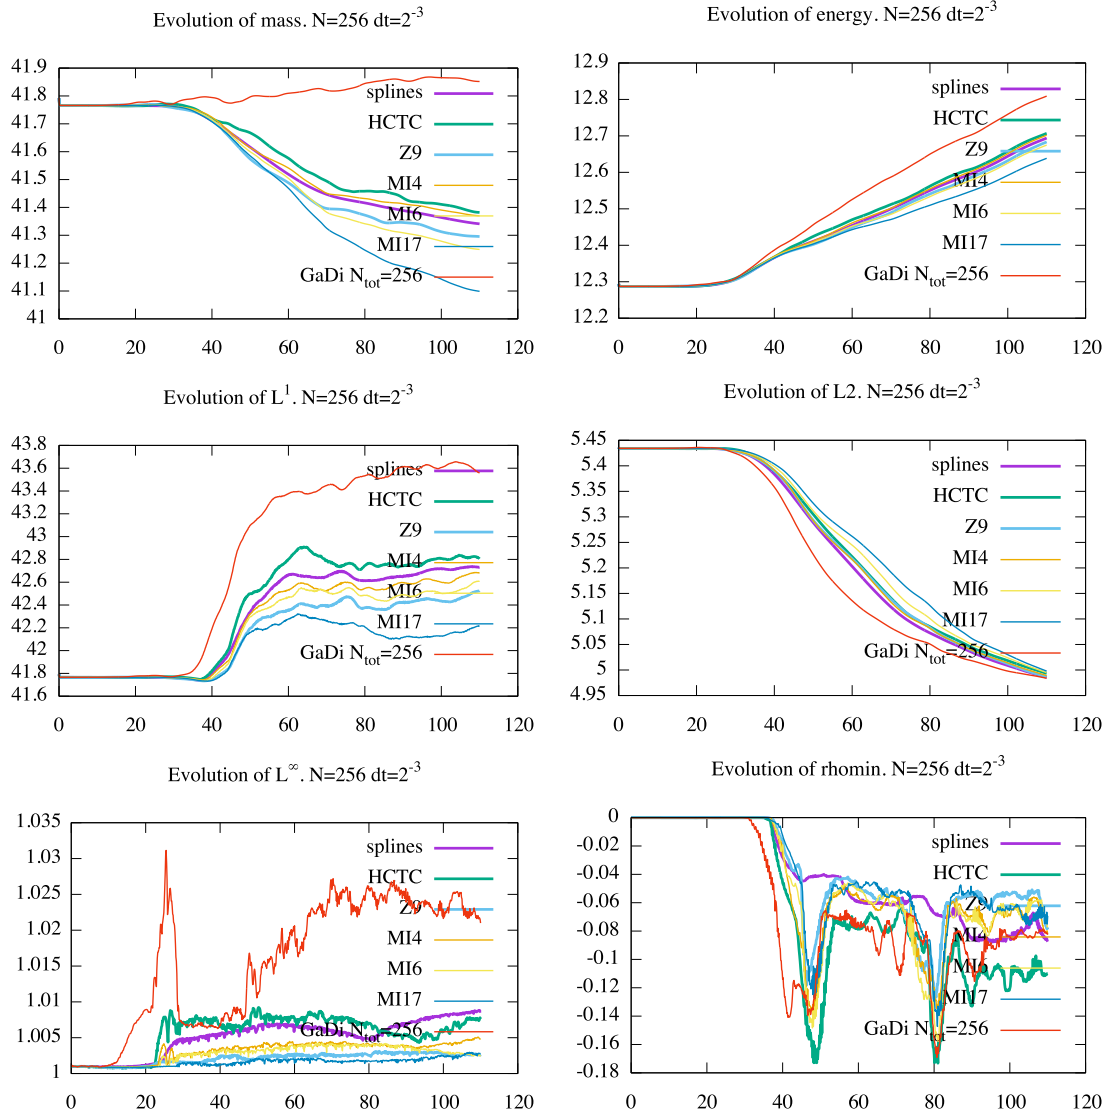 Evolution of mass. N=256 dt=2^-3
41.9
41.8
41.7
41.6
41.5
41.4
41.3
41.2
41.1
41
0 20 40 60 80 100 120
splines
HCTC
Z9
MI4
MI6
MI17
GaDi N_tot=256
Evolution of energy. N=256 dt=2^-3
12.9
12.8
12.7
12.6
12.5
12.4
12.3
12.2
0 20 40 60 80 100 120
splines
HCTC
Z9
MI4
MI6
MI17
GaDi N_tot=256
Evolution of L^1. N=256 dt=2^-3
43.8
43.6
43.4
43.2
43
42.8
42.6
42.4
42.2
42
41.8
41.6
0 20 40 60 80 100 120
splines
HCTC
Z9
MI4
MI6
MI17
GaDi N_tot=256
Evolution of L2. N=256 dt=2^-3
5.45
5.4
5.35
5.3
5.25
5.2
5.15
5.1
5.05
5
4.95
0 20 40 60 80 100 120
splines
HCTC
Z9
MI4
MI6
MI17
GaDi N_tot=256
Evolution of L^∞. N=256 dt=2^-3
1.035
1.03
1.025
1.02
1.015
1.01
1.005
1
0 20 40 60 80 100 120
splines
HCTC
Z9
MI4
MI6
MI17
GaDi N_tot=256
Evolution of rhomin. N=256 dt=2^-3
0
-0.02
-0.04
-0.06
-0.08
-0.1
-0.12
-0.14
-0.16
-0.18
0 20 40 60 80 100 120
splines
HCTC
Z9
MI4
MI6
MI17
GaDi N_tot=256